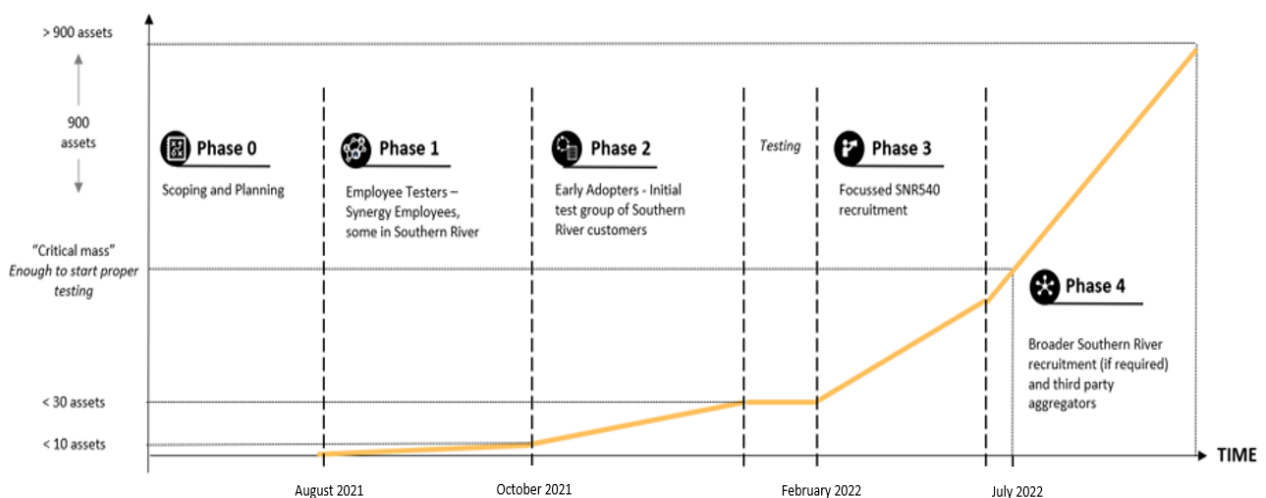 > 900 assets
900
assets
"Critical mass"
Enough to start proper
testing
< 30 assets
< 10 assets
Phase 0
Scoping and Planning
Phase 1
Employee Testers –
Synergy Employees,
some in Southern River
Phase 2
Early Adopters - Initial
test group of Southern
River customers
Testing
Phase 3
Focussed SNR540
recruitment
Phase 4
Broader Southern River
recruitment (if required)
and third party
aggregators
TIME
August 2021
October 2021
February 2022
July 2022